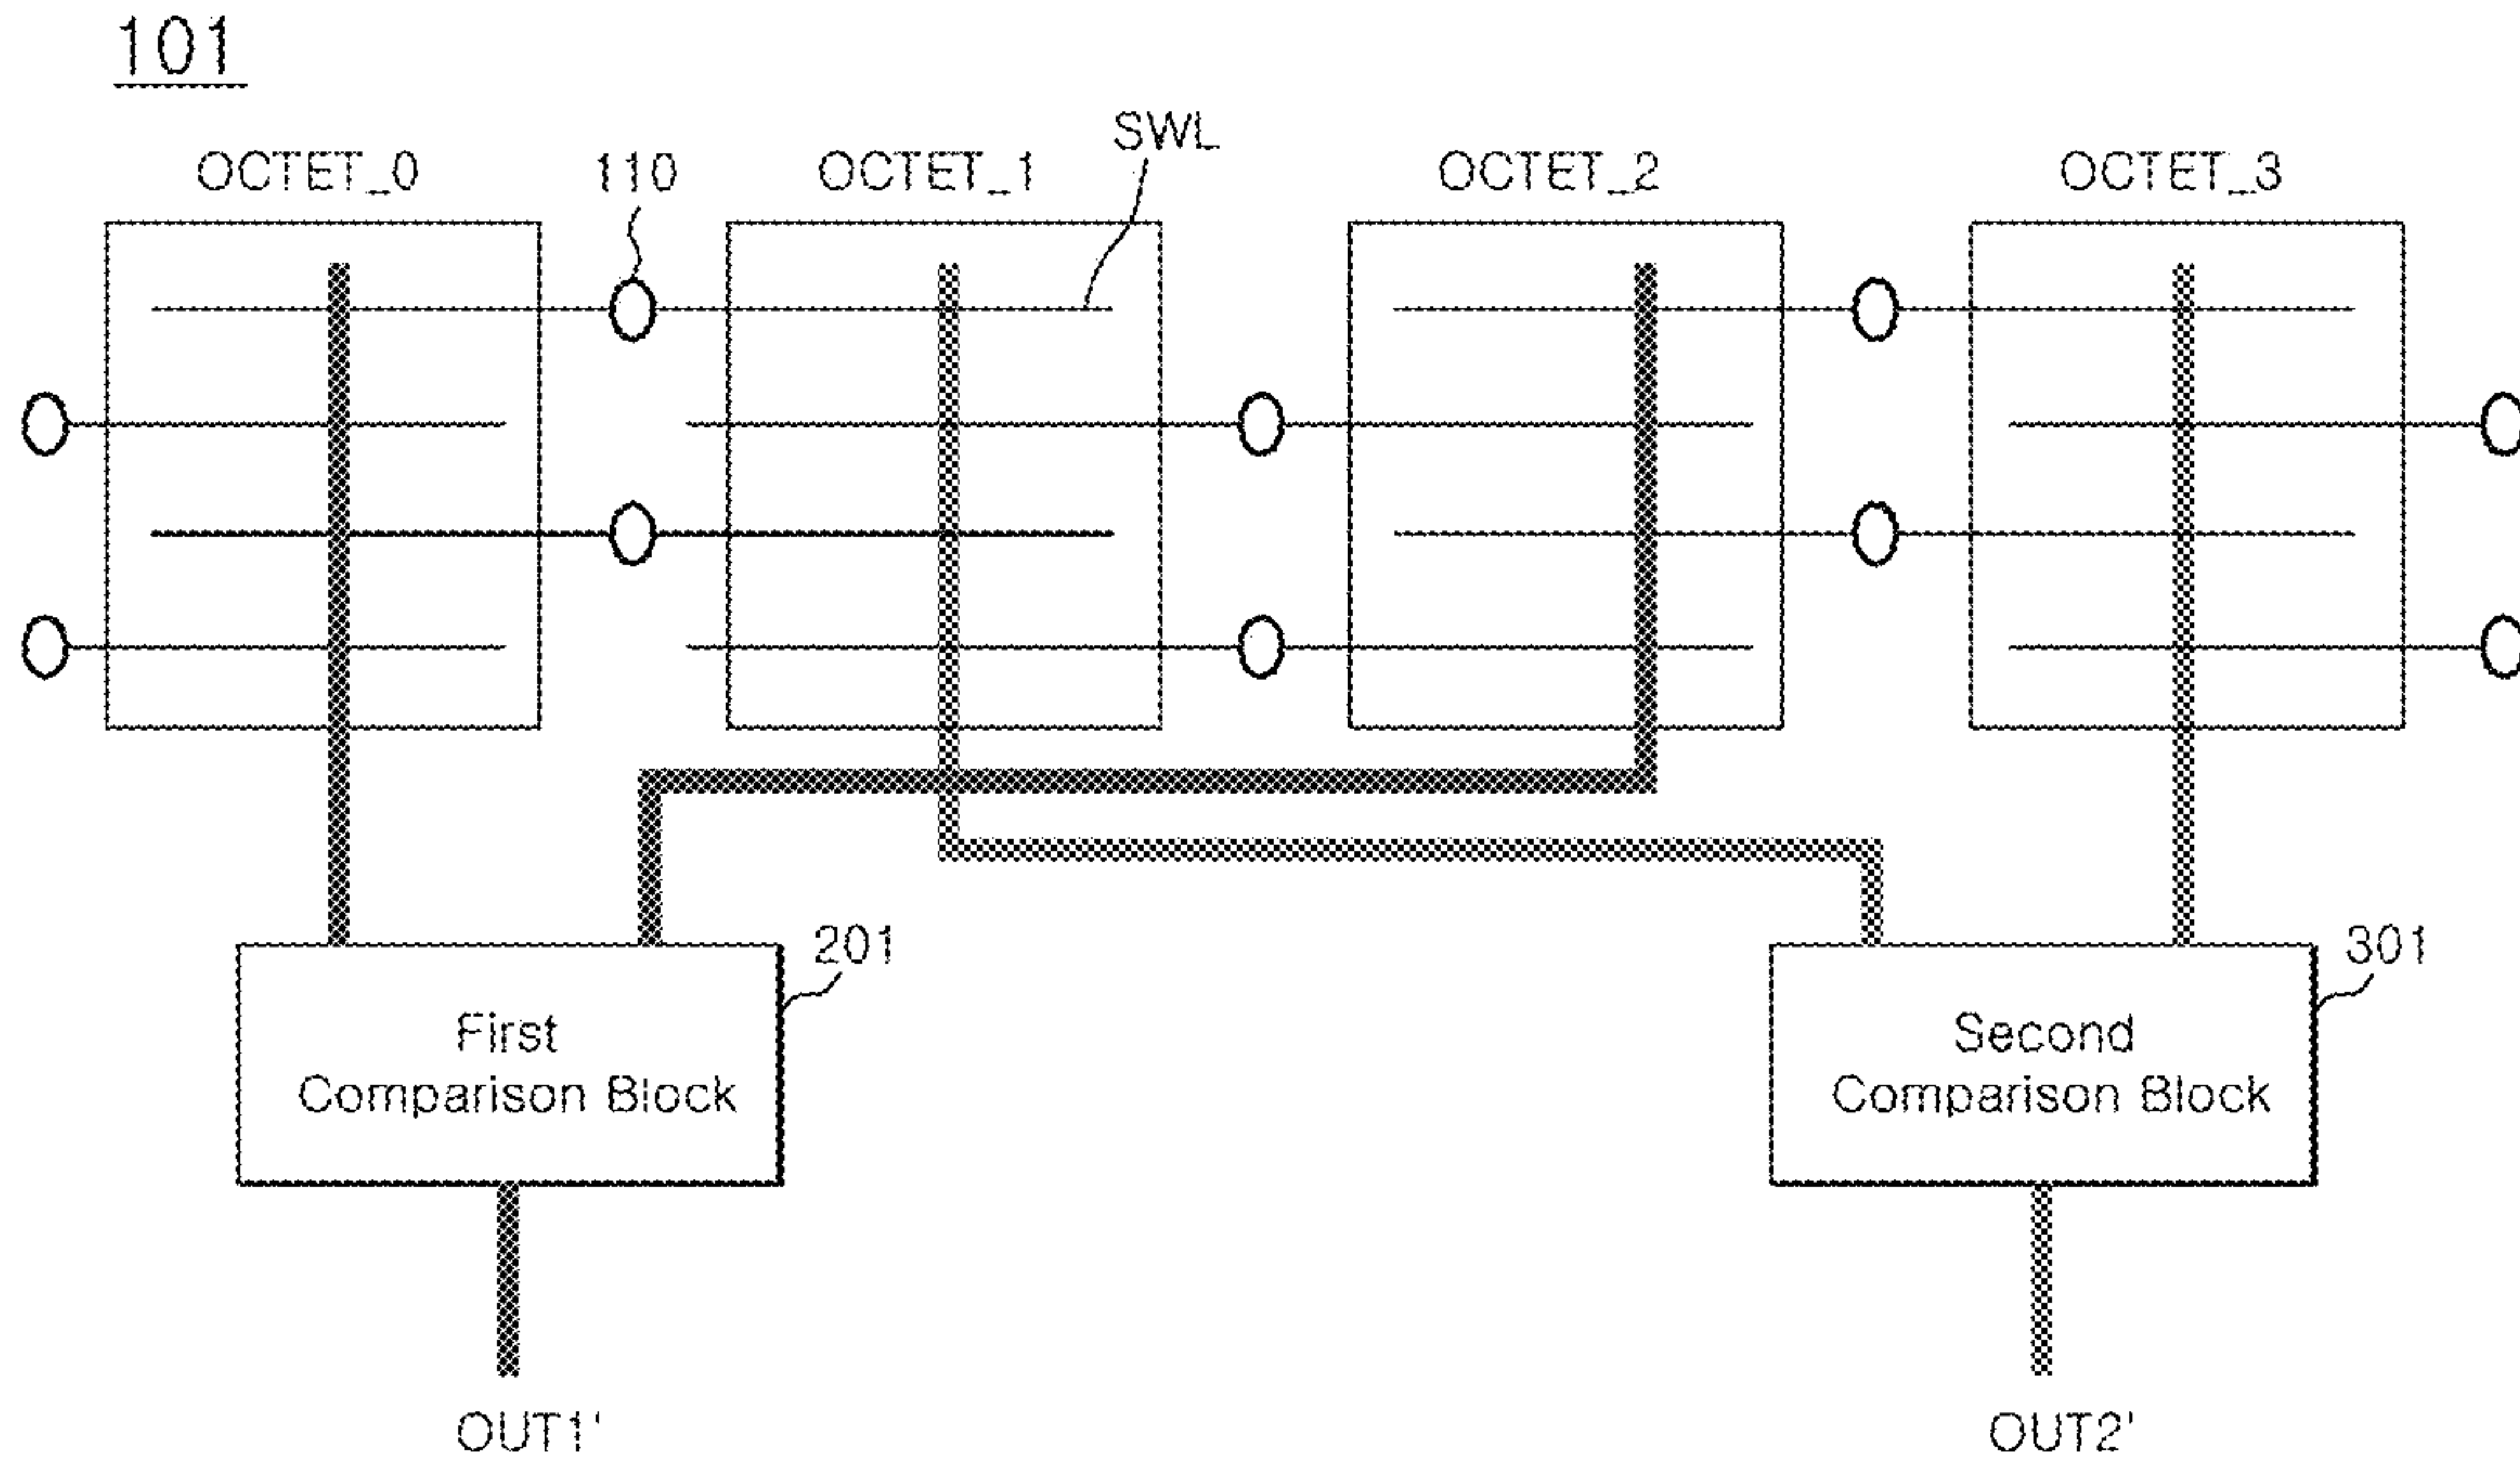 101
SWL
OCTET_0 110 OCTET_1 OCTET_2 OCTET_3
201 301
First
Comparison Block
Second
Comparison Block
OUT1' OUT2'